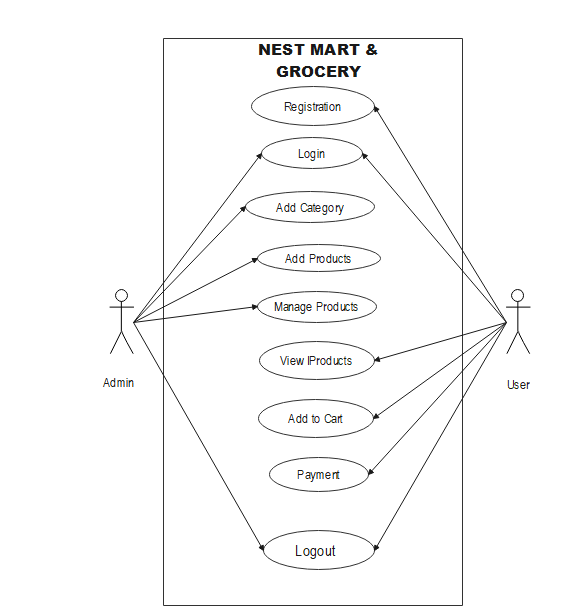 NEST MART &
GROCERY
Registration
Login
Add Category
Add Products
Manage Products
View lProducts
Add to Cart
Payment
Logout
Admin
User